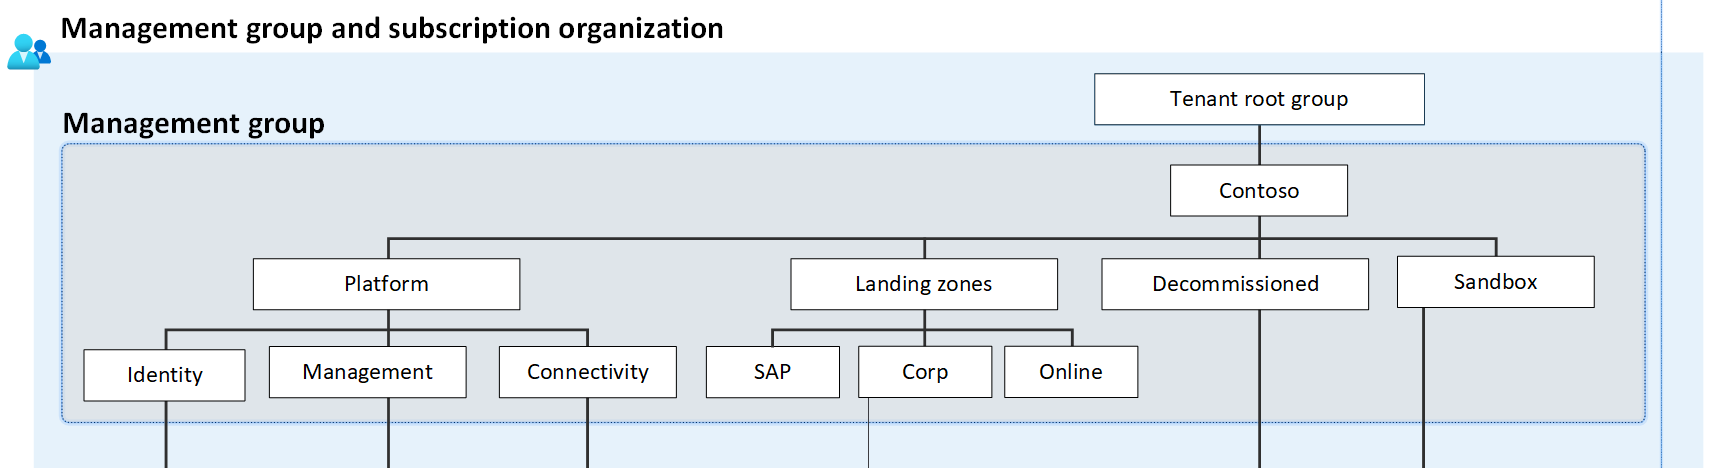 Management group and subscription organization
Tenant root group
Management group
Contoso
Platform
Landing zones
Decommissioned
Sandbox
Identity
Management
Connectivity
SAP
Corp
Online